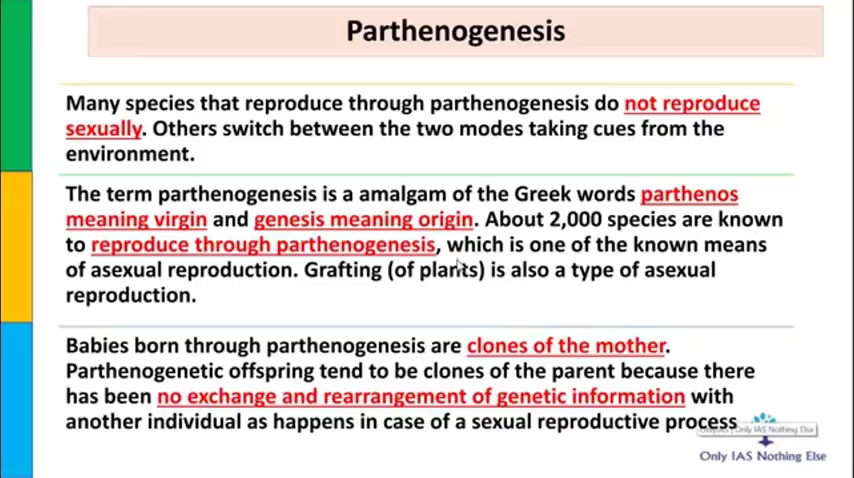 Parthenogenesis
Many species that reproduce through parthenogenesis do not reproduce
sexually. Others switch between the two modes taking cues from the
environment.
The term parthenogenesis is a amalgam of the Greek words parthenos
meaning virgin and genesis meaning origin. About 2,000 species are known
to reproduce through parthenogenesis, which is one of the known means
of asexual reproduction. Grafting (of plants) is also a type of asexual
reproduction.
Babies born through parthenogenesis are clones of the mother.
Parthenogenetic offspring tend to be clones of the parent because there
has been no exchange and rearrangement of genetic information with
another individual as happens in case of a sexual reproductive process
Only IAS Nothing Else
Only IAS Nothing Else